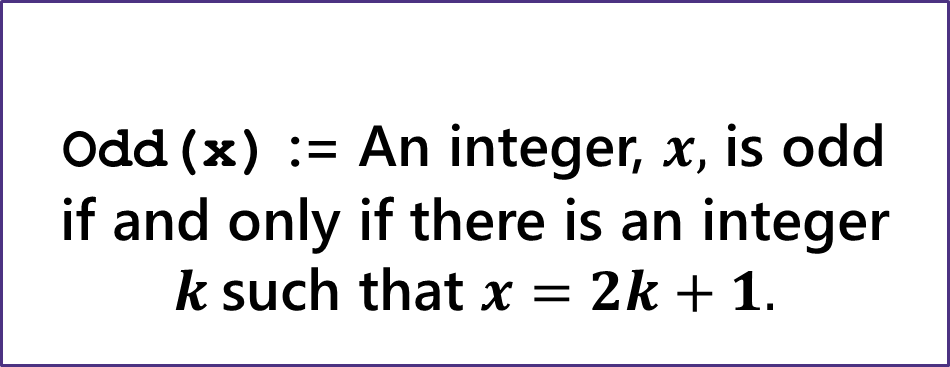 Odd(x) := An integer, x, is odd
if and only if there is an integer
k such that x = 2k + 1.